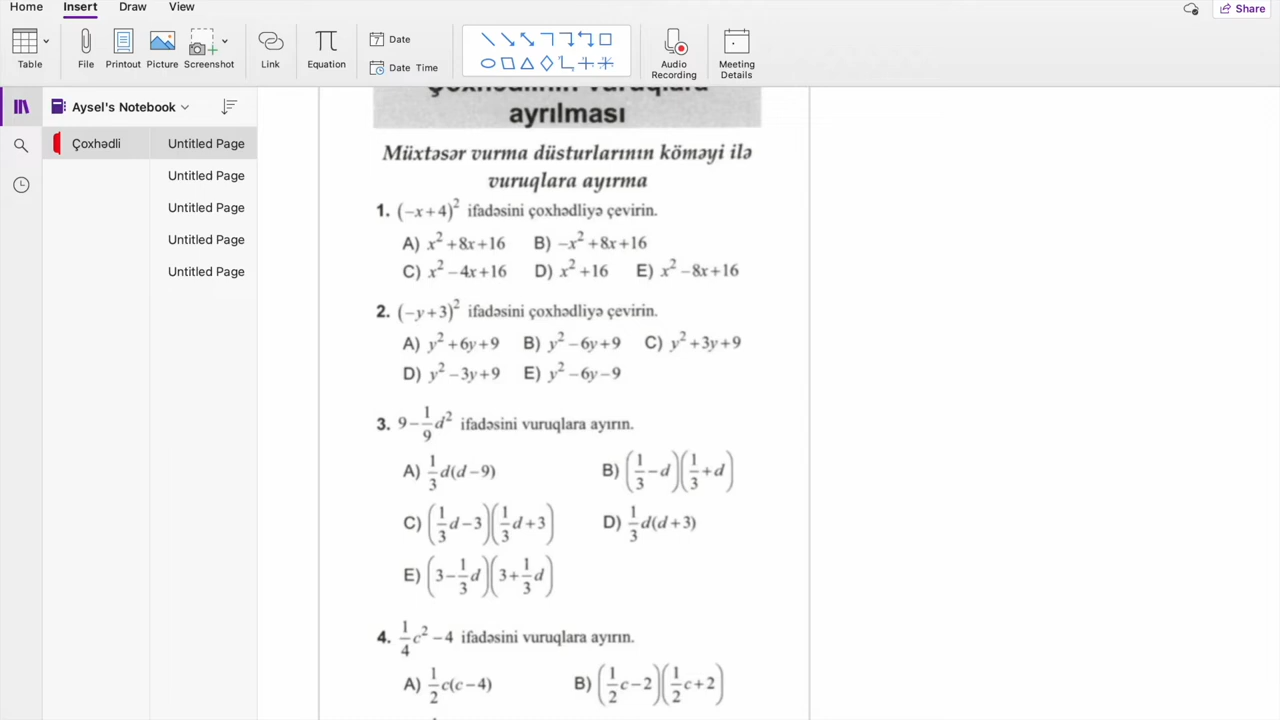 Home Insert Draw View
Share
Table File Printout Picture Screenshot Link Equation Date Date Time Audio Recording Meeting Details
Aysel's Notebook
Çoxhədli Untitled Page
Untitled Page
Untitled Page
Untitled Page
Untitled Page
Çoxhədlinin vuruqlara
ayrılması
Müxtəsər vurma düsturlarının köməyi ilə
vuruqlara ayırma
1. (−x+4)² ifadəsini çoxhədliyə çevirin.
A) x²+8x+16 B) −x²+8x+16
C) x²−4x+16 D) x²+16 E) x²−8x+16
2. (−y+3)² ifadəsini çoxhədliyə çevirin.
A) y²+6y+9 B) y²−6y+9 C) y²+3y+9
D) y²−3y+9 E) y²−6y−9
3. 9−1/9d² ifadəsini vuruqlara ayırın.
A) 1/3d(d−9) B) (1/3−d)(1/3+d)
C) (1/3d−3)(1/3d+3) D) 1/3d(d+3)
E) (3−1/3d)(3+1/3d)
4. 1/4c²−4 ifadəsini vuruqlara ayırın.
A) 1/2c(c−4) B) (1/2c−2)(1/2c+2)